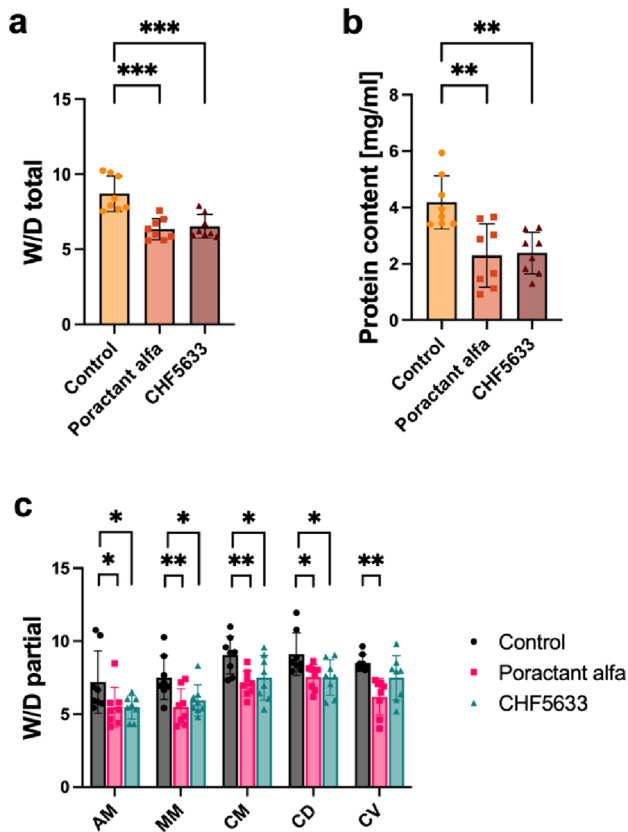 a
***
***
15
10
5
0
W/D total
Control
Poractant alfa
CHF5633
b
**
**
8
6
4
2
0
Protein content [mg/ml]
Control
Poractant alfa
CHF5633
c
* * * *
* ** ** * **
15
10
5
0
W/D partial
AM
MM
CM
CD
CV
Control
Poractant alfa
CHF5633